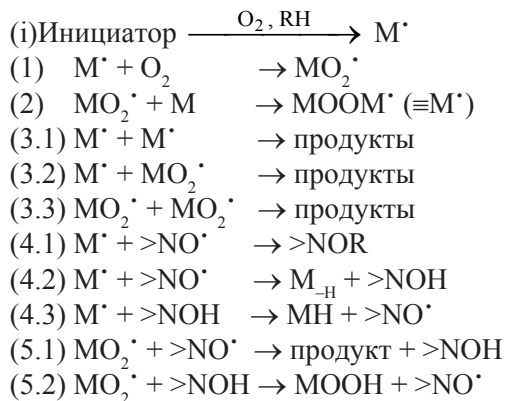 (i)Инициатор O₂, RH → M•
(1) M• + O₂ → MO₂•
(2) MO₂• + M → MOOM• (≡M•)
(3.1) M• + M• → продукты
(3.2) M• + MO₂• → продукты
(3.3) MO₂• + MO₂• → продукты
(4.1) M• + >NO• → >NOR
(4.2) M• + >NO• → M₋H + >NOH
(4.3) M• + >NOH → MH + >NO•
(5.1) MO₂• + >NO• → продукт + >NOH
(5.2) MO₂• + >NOH → MOOH + >NO•